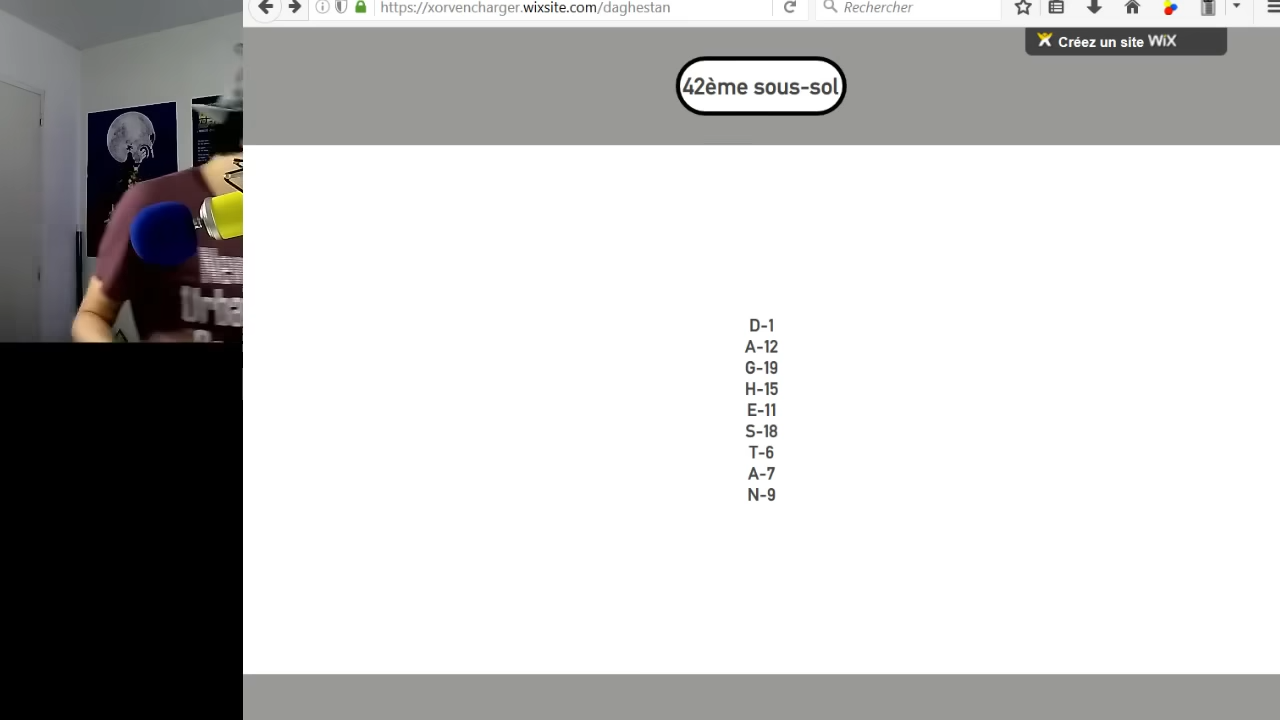 https://xorvencharger.wixsite.com/daghestan
Rechercher
Créez un site WiX
42ème sous-sol
D-1
A-12
G-19
H-15
E-11
S-18
T-6
A-7
N-9